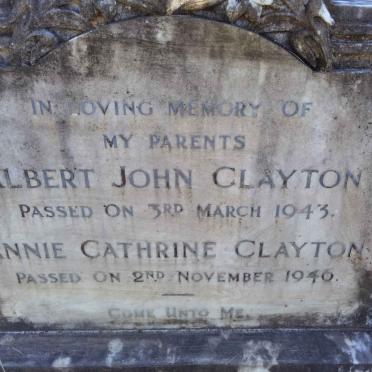 IN LOVING MEMORY OF
MY PARENTS
ALBERT JOHN CLAYTON
PASSED ON 3RD MARCH 1943.
ANNIE CATHRINE CLAYTON
PASSED ON 2ND NOVEMBER 1940.
COME UNTO ME.